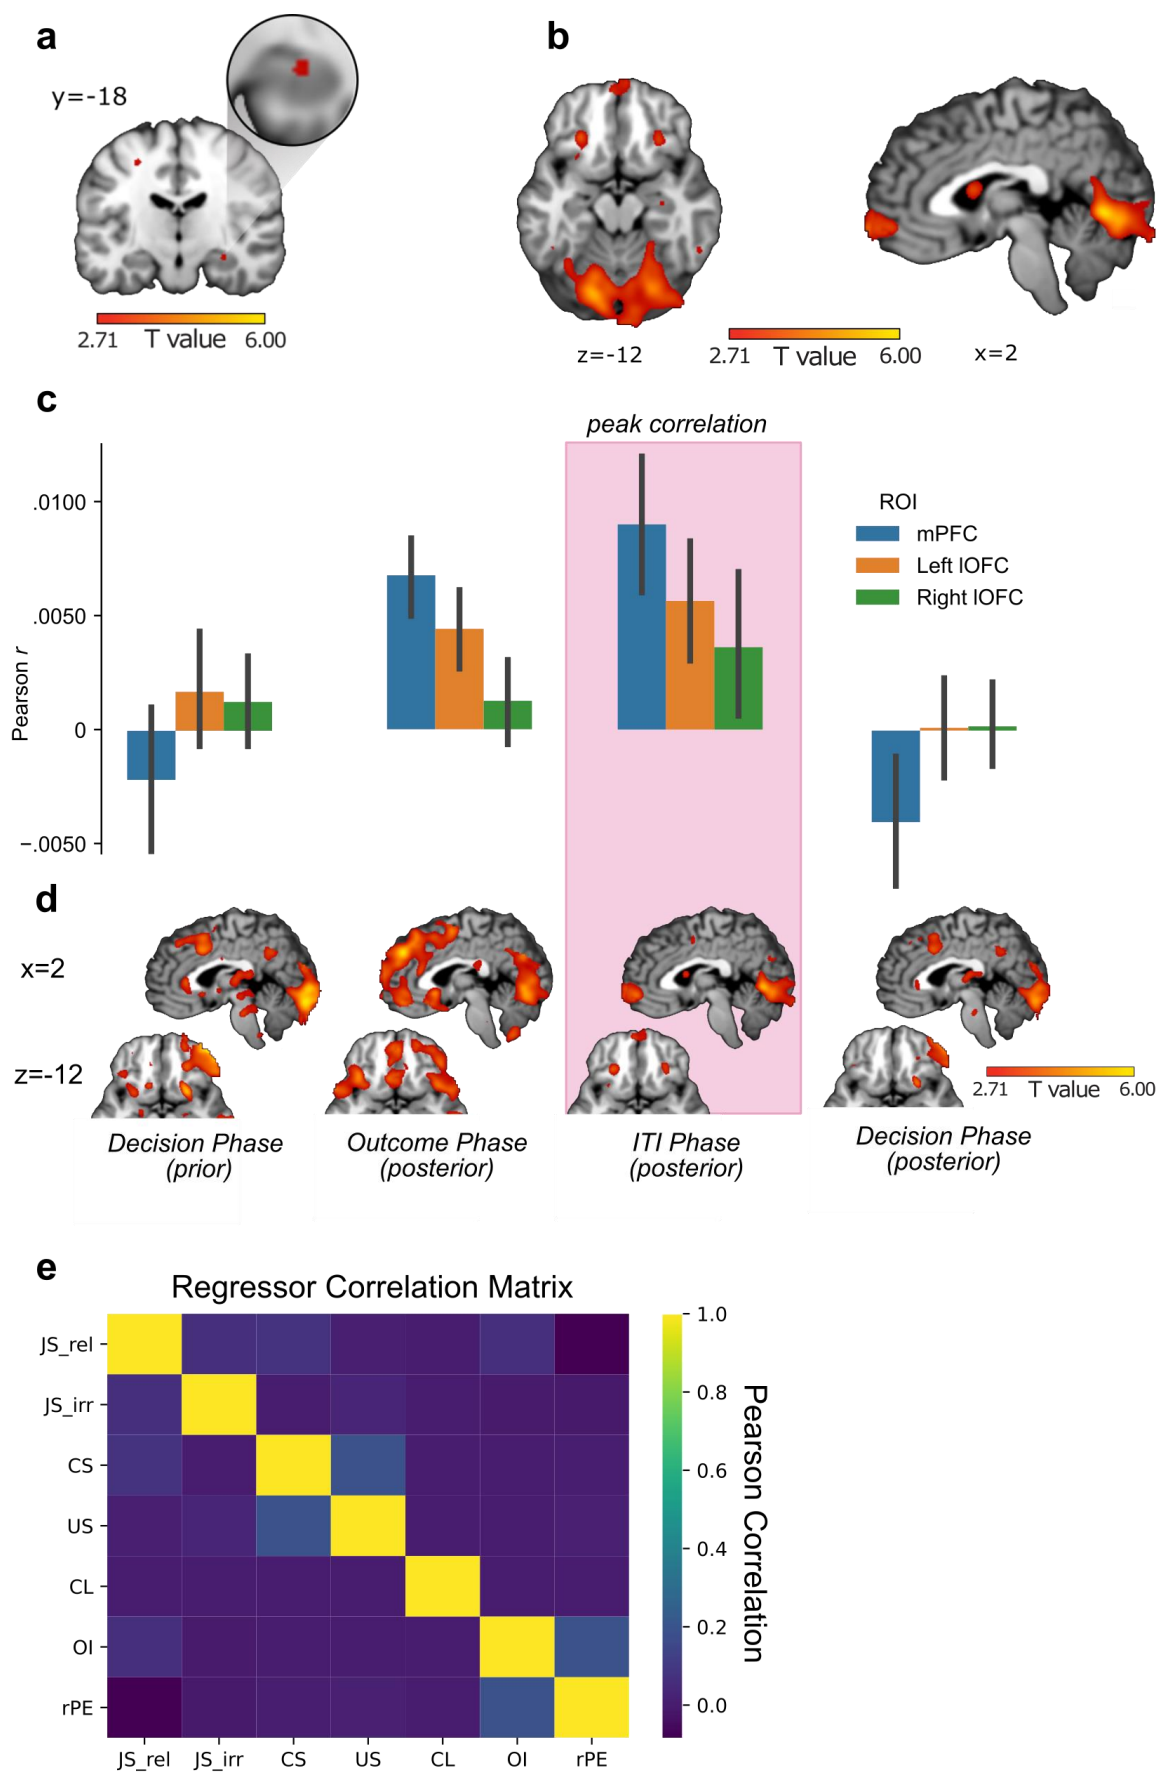 a
y=-18
2.71 T value 6.00
b
z=-12
2.71 T value 6.00
x=2
c
peak correlation
Pearson r
.0100
.0050
0
−.0050
ROI
mPFC
Left lOFC
Right lOFC
d
x=2
z=-12
2.71 T value 6.00
Decision Phase
(prior)
Outcome Phase
(posterior)
ITI Phase
(posterior)
Decision Phase
(posterior)
e
Regressor Correlation Matrix
JS_rel
JS_irr
CS
US
CL
OI
rPE
JS_rel JS_irr CS US CL OI rPE
1.0
0.8
0.6
0.4
0.2
0.0
Pearson Correlation